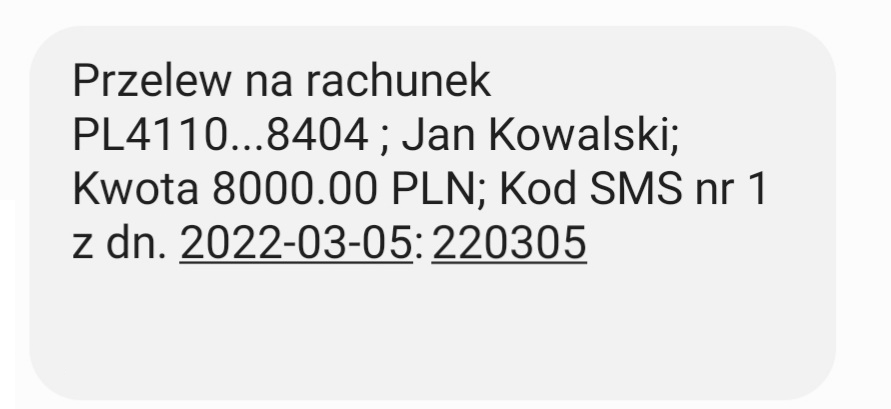 Przelew na rachunek
PL4110...8404 ; Jan Kowalski;
Kwota 8000.00 PLN; Kod SMS nr 1
z dn. 2022-03-05: 220305